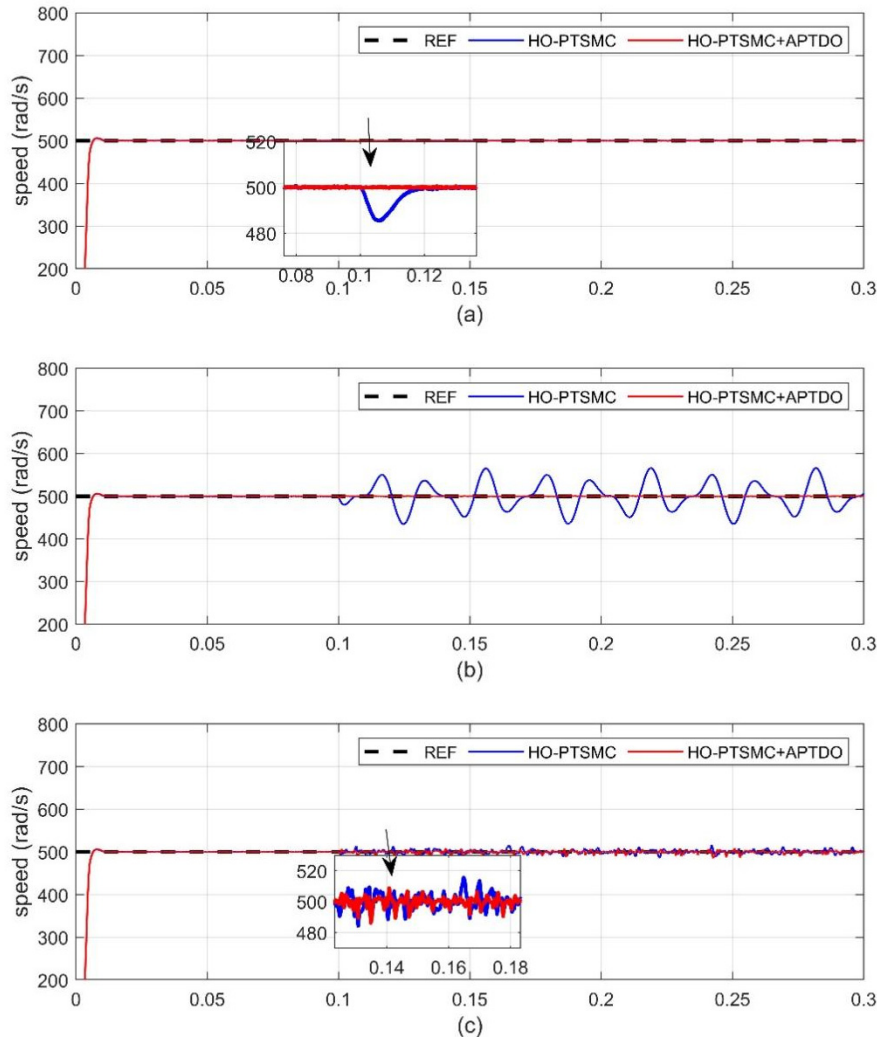 800
REF HO-PTSMC HO-PTSMC+APTDO
700
600
speed (rad/s)
500
520
400
500
300
480
200
0.08 0.1 0.12
0 0.05 0.1 0.15 0.2 0.25 0.3
(a)
800
REF HO-PTSMC HO-PTSMC+APTDO
700
600
speed (rad/s)
500
400
300
200
0 0.05 0.1 0.15 0.2 0.25 0.3
(b)
800
REF HO-PTSMC HO-PTSMC+APTDO
700
600
speed (rad/s)
500
520
400
500
300
480
0.14 0.16 0.18
200
0 0.05 0.1 0.15 0.2 0.25 0.3
(c)